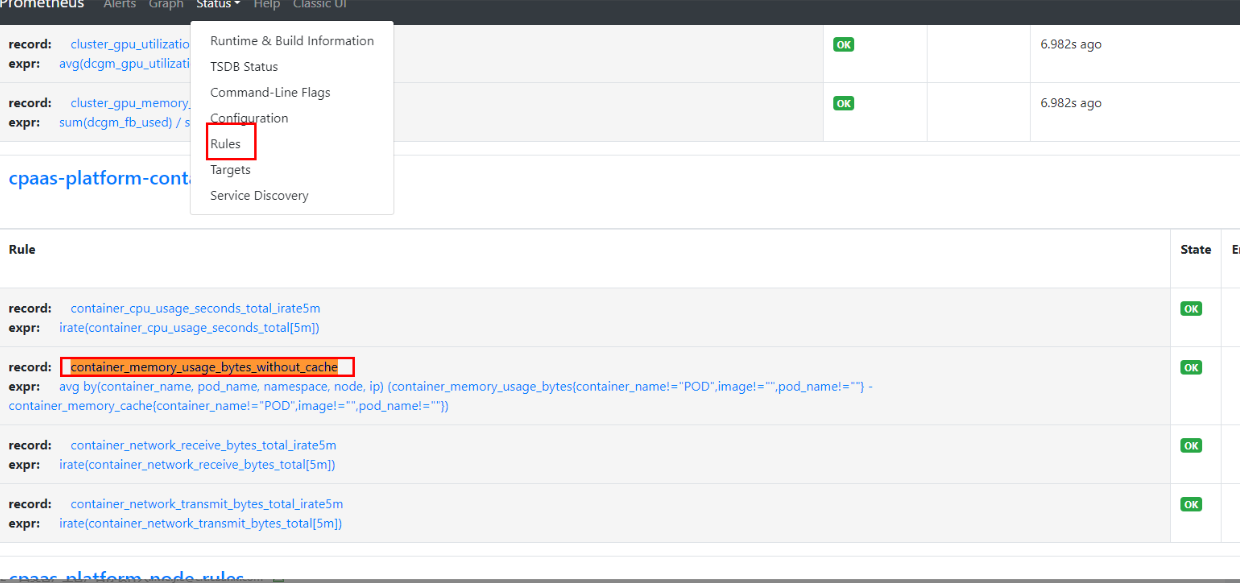 Prometheus Alerts Graph Status Help Classic UI
record: cluster_gpu_utilizatio OK 6.982s ago
expr: avg(dcgm_gpu_utilizati
record: cluster_gpu_memory_ OK 6.982s ago
expr: sum(dcgm_fb_used) / s
Runtime & Build Information
TSDB Status
Command-Line Flags
Configuration
Rules
Targets
Service Discovery
cpaas-platform-conta
Rule State E
record: container_cpu_usage_seconds_total_irate5m OK
expr: irate(container_cpu_usage_seconds_total[5m])
record: container_memory_usage_bytes_without_cache OK
expr: avg by(container_name, pod_name, namespace, node, ip) (container_memory_usage_bytes{container_name!="POD",image!="",pod_name!=""} -
container_memory_cache{container_name!="POD",image!="",pod_name!=""})
record: container_network_receive_bytes_total_irate5m OK
expr: irate(container_network_receive_bytes_total[5m])
record: container_network_transmit_bytes_total_irate5m OK
expr: irate(container_network_transmit_bytes_total[5m])
cpaas-platform-node-rules